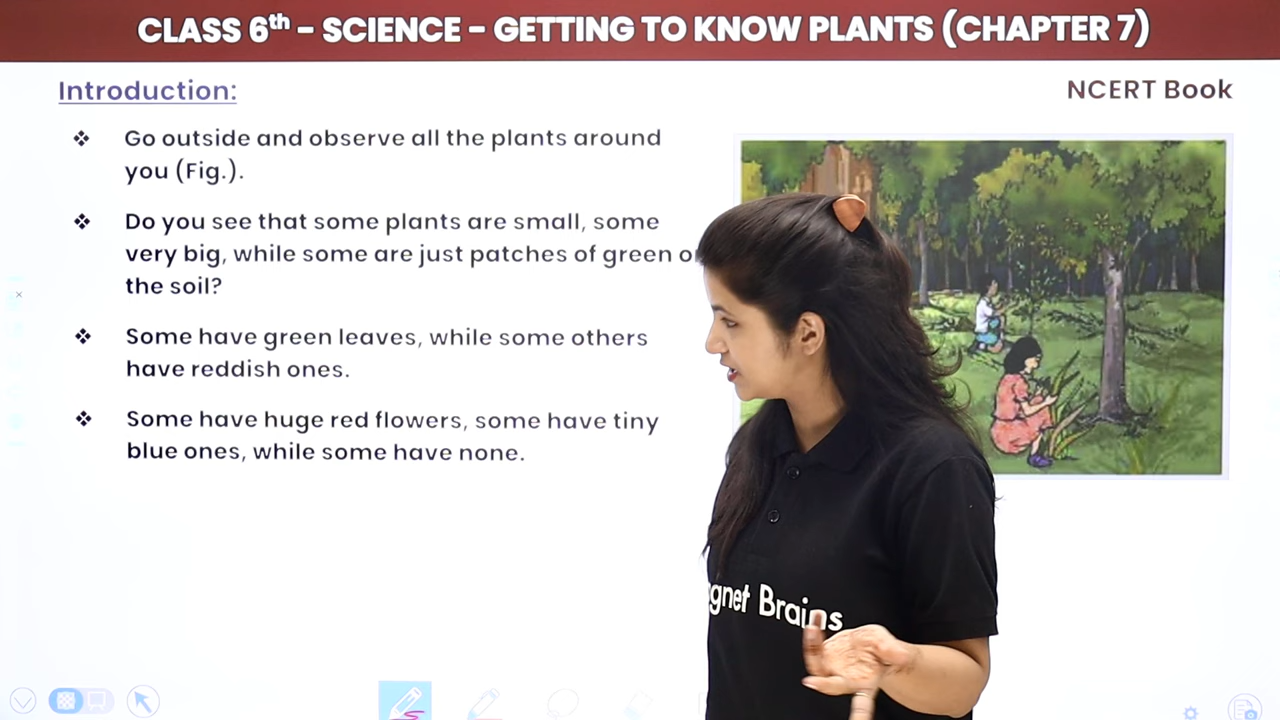 CLASS 6th - SCIENCE - GETTING TO KNOW PLANTS (CHAPTER 7)
Introduction:
NCERT Book
❖ Go outside and observe all the plants around
you (Fig.).
❖ Do you see that some plants are small, some
very big, while some are just patches of green
the soil?
❖ Some have green leaves, while some others
have reddish ones.
❖ Some have huge red flowers, some have tiny
blue ones, while some have none.
Brains